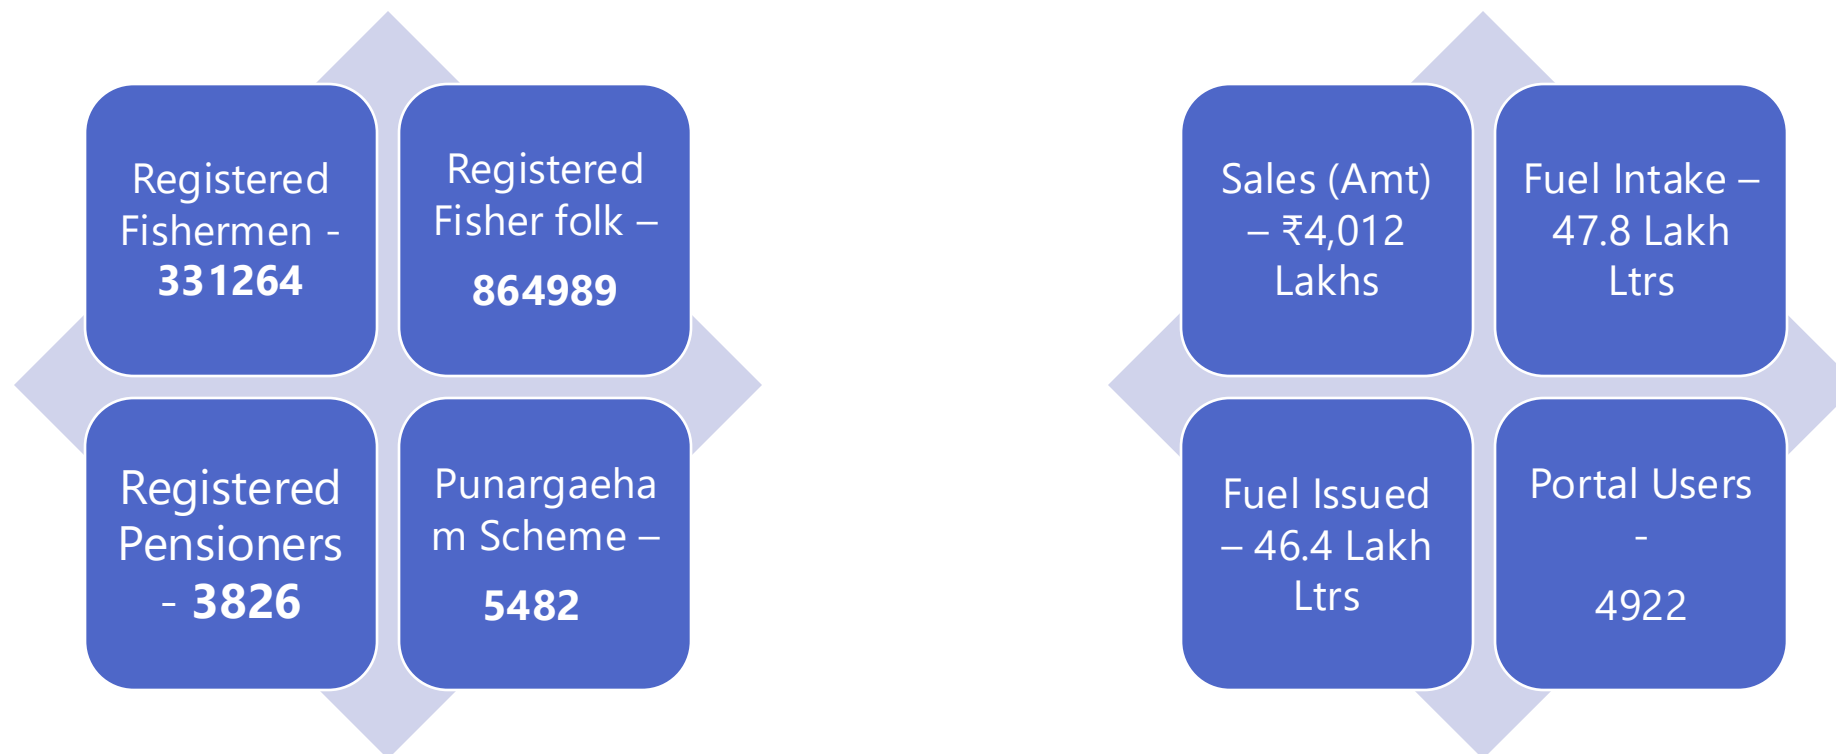 Registered
Fishermen -
331264
Registered
Fisher folk –
864989
Registered
Pensioners
- 3826
Punargaeha
m Scheme –
5482
Sales (Amt)
– ₹4,012
Lakhs
Fuel Intake –
47.8 Lakh
Ltrs
Fuel Issued
– 46.4 Lakh
Ltrs
Portal Users
-
4922